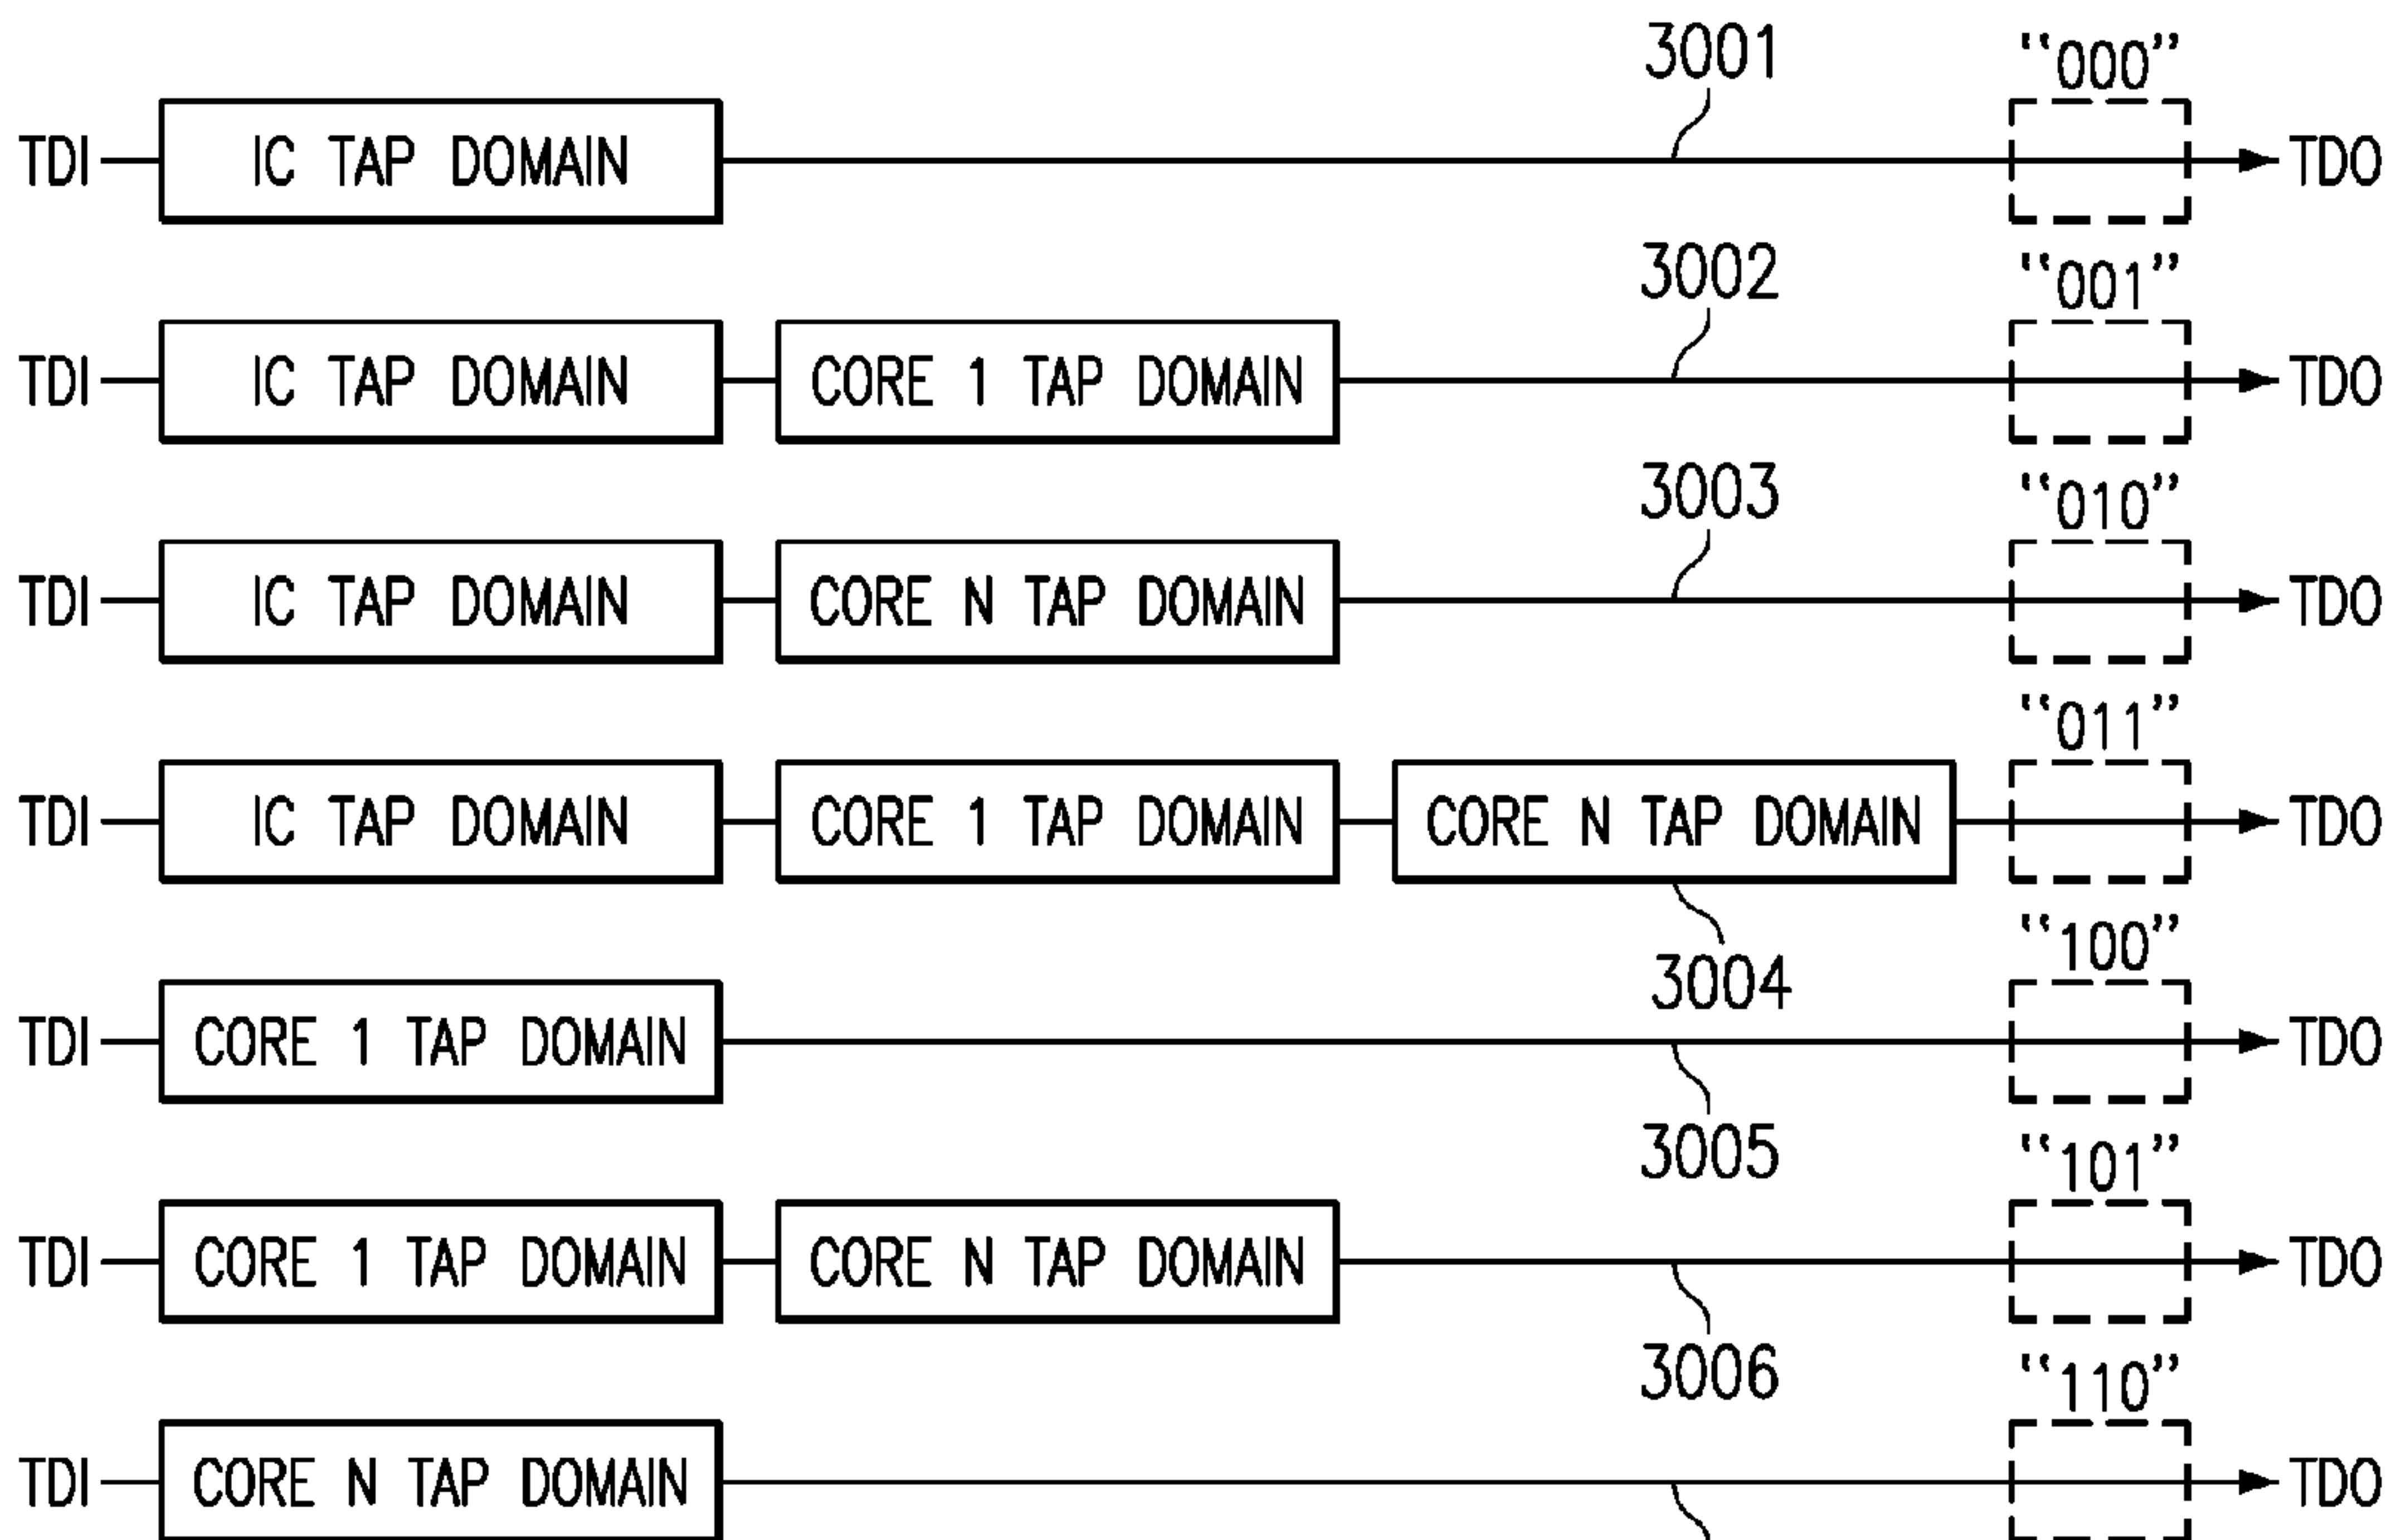 3001 “000”
TDI IC TAP DOMAIN TDO
3002 “001”
TDI IC TAP DOMAIN CORE 1 TAP DOMAIN TDO
3003 “010”
TDI IC TAP DOMAIN CORE N TAP DOMAIN TDO
“011”
TDI IC TAP DOMAIN CORE 1 TAP DOMAIN CORE N TAP DOMAIN TDO
3004 “100”
TDI CORE 1 TAP DOMAIN TDO
3005 “101”
TDI CORE 1 TAP DOMAIN CORE N TAP DOMAIN TDO
3006 “110”
TDI CORE N TAP DOMAIN TDO